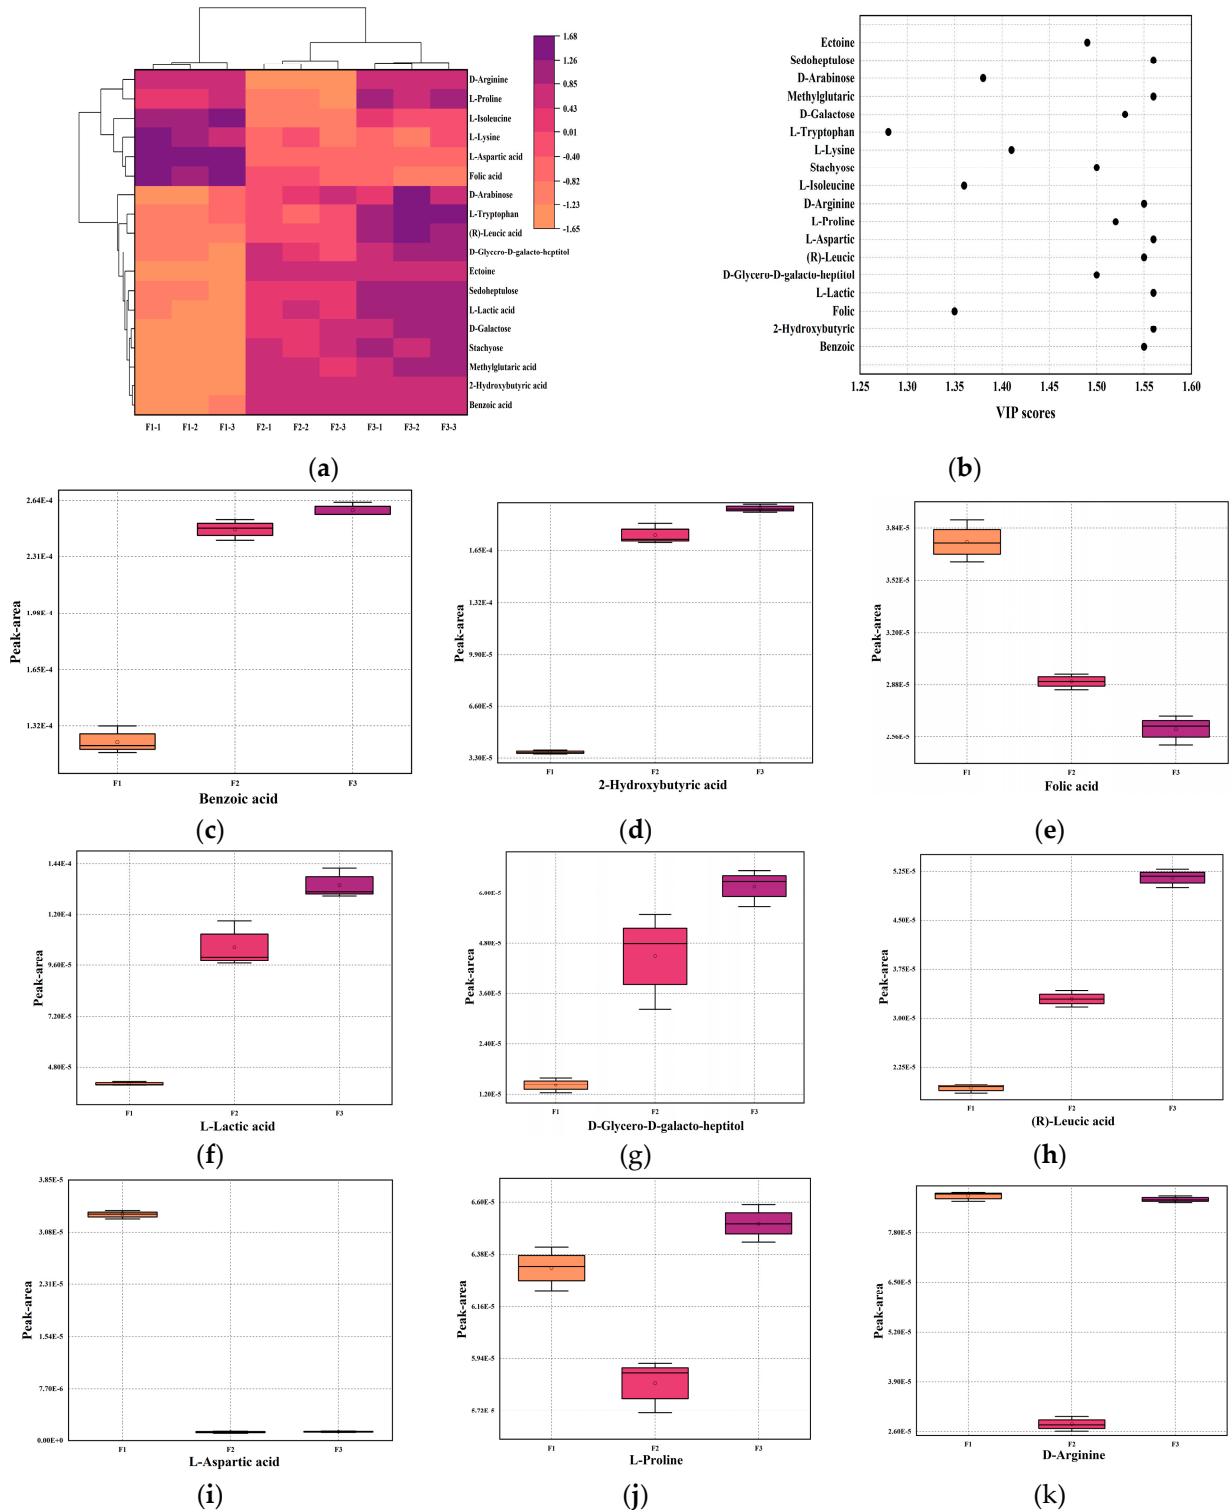 1.68
1.26
0.85
0.43
0.01
-0.40
-0.82
-1.23
-1.65
D-Arginine
L-Proline
L-Isoleucine
L-Lysine
L-Aspartic acid
Folic acid
D-Arabinose
L-Tryptophan
(R)-Leucic acid
D-Glycero-D-galacto-heptitol
Ectoine
Sedoheptulose
L-Lactic acid
D-Galactose
Stachyose
Methylglutaric acid
2-Hydroxybutyric acid
Benzoic acid
F1-1 F1-2 F1-3 F2-1 F2-2 F2-3 F3-1 F3-2 F3-3
(a)
Ectoine
Sedoheptulose
D-Arabinose
Methylglutaric
D-Galactose
L-Tryptophan
L-Lysine
Stachyose
L-Isoleucine
D-Arginine
L-Proline
L-Aspartic
(R)-Leucic
D-Glycero-D-galacto-heptitol
L-Lactic
Folic
2-Hydroxybutyric
Benzoic
1.25 1.30 1.35 1.40 1.45 1.50 1.55 1.60
VIP scores
(b)
Peak-area
2.64E-4
2.31E-4
1.98E-4
1.65E-4
1.32E-4
F1 F2 F3
Benzoic acid
(c)
Peak-area
1.65E-4
1.32E-4
9.90E-5
6.60E-5
3.30E-5
F1 F2 F3
2-Hydroxybutyric acid
(d)
Peak-area
3.84E-5
3.52E-5
3.20E-5
2.88E-5
2.56E-5
F1 F2 F3
Folic acid
(e)
Peak-area
1.44E-4
1.20E-4
9.60E-5
7.20E-5
4.80E-5
F1 F2 F3
L-Lactic acid
(f)
Peak-area
6.00E-5
4.80E-5
3.60E-5
2.40E-5
1.20E-5
F1 F2 F3
D-Glycero-D-galacto-heptitol
(g)
Peak-area
5.25E-5
4.50E-5
3.75E-5
3.00E-5
2.25E-5
F1 F2 F3
(R)-Leucic acid
(h)
Peak-area
3.85E-5
3.08E-5
2.31E-5
1.54E-5
7.70E-6
0.00E+0
F1 F2 F3
L-Aspartic acid
(i)
Peak-area
6.60E-5
6.38E-5
6.16E-5
5.94E-5
5.72E-5
F1 F2 F3
L-Proline
(j)
Peak-area
7.80E-5
6.50E-5
5.20E-5
3.90E-5
2.60E-5
F1 F2 F3
D-Arginine
(k)